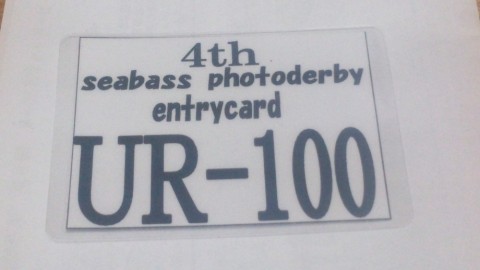 4th
seabass photoderby
entrycard
UR-100